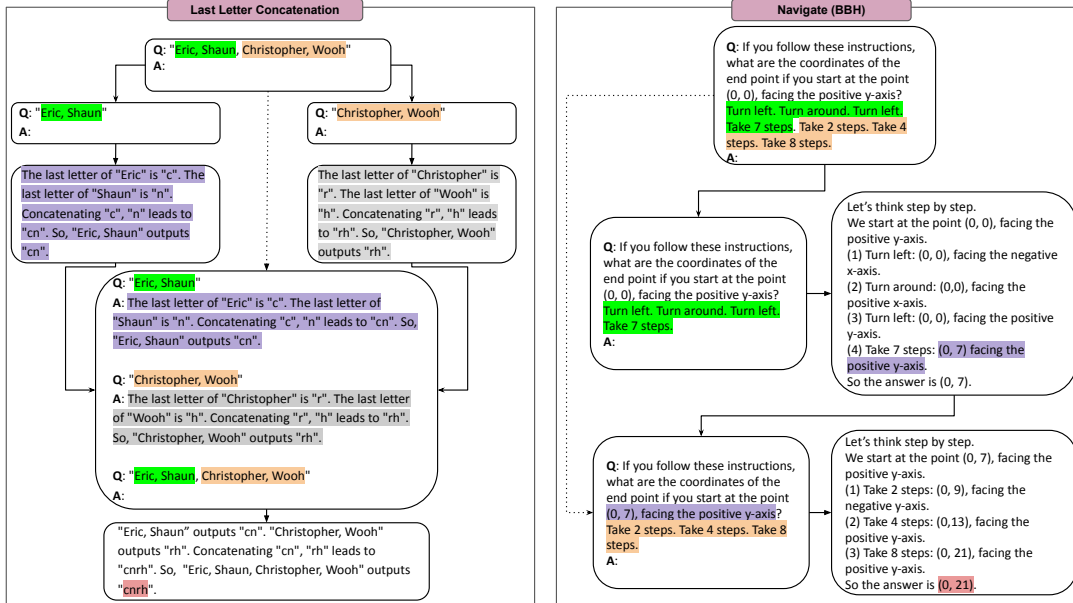 Last Letter Concatenation
Q: "Eric, Shaun, Christopher, Wooh"
A:
Q: "Eric, Shaun"
A:
Q: "Christopher, Wooh"
A:
The last letter of "Eric" is "c". The
last letter of "Shaun" is "n".
Concatenating "c", "n" leads to
"cn". So, "Eric, Shaun" outputs
"cn".
The last letter of "Christopher" is
"r". The last letter of "Wooh" is
"h". Concatenating "r", "h" leads
to "rh". So, "Christopher, Wooh"
outputs "rh".
Q: "Eric, Shaun"
A: The last letter of "Eric" is "c". The last letter of
"Shaun" is "n". Concatenating "c", "n" leads to "cn". So,
"Eric, Shaun" outputs "cn".
Q: "Christopher, Wooh"
A: The last letter of "Christopher" is "r". The last letter
of "Wooh" is "h". Concatenating "r", "h" leads to "rh".
So, "Christopher, Wooh" outputs "rh".
Q: "Eric, Shaun, Christopher, Wooh"
A:
"Eric, Shaun” outputs "cn". "Christopher, Wooh"
outputs "rh". Concatenating "cn", "rh" leads to
"cnrh". So, "Eric, Shaun, Christopher, Wooh" outputs
"cnrh".
Navigate (BBH)
Q: If you follow these instructions,
what are the coordinates of the
end point if you start at the point
(0, 0), facing the positive y-axis?
Turn left. Turn around. Turn left.
Take 7 steps. Take 2 steps. Take 4
steps. Take 8 steps.
A:
Q: If you follow these instructions,
what are the coordinates of the
end point if you start at the point
(0, 0), facing the positive y-axis?
Turn left. Turn around. Turn left.
Take 7 steps.
A:
Let’s think step by step.
We start at the point (0, 0), facing the
positive y-axis.
(1) Turn left: (0, 0), facing the negative
x-axis.
(2) Turn around: (0,0), facing the
positive x-axis.
(3) Turn left: (0, 0), facing the positive
y-axis.
(4) Take 7 steps: (0, 7) facing the
positive y-axis.
So the answer is (0, 7).
Q: If you follow these instructions,
what are the coordinates of the
end point if you start at the point
(0, 7), facing the positive y-axis?
Take 2 steps. Take 4 steps. Take 8
steps.
A:
Let’s think step by step.
We start at the point (0, 7), facing the
positive y-axis.
(1) Take 2 steps: (0, 9), facing the
negative y-axis.
(2) Take 4 steps: (0,13), facing the
positive y-axis.
(3) Take 8 steps: (0, 21), facing the
positive y-axis.
So the answer is (0, 21).